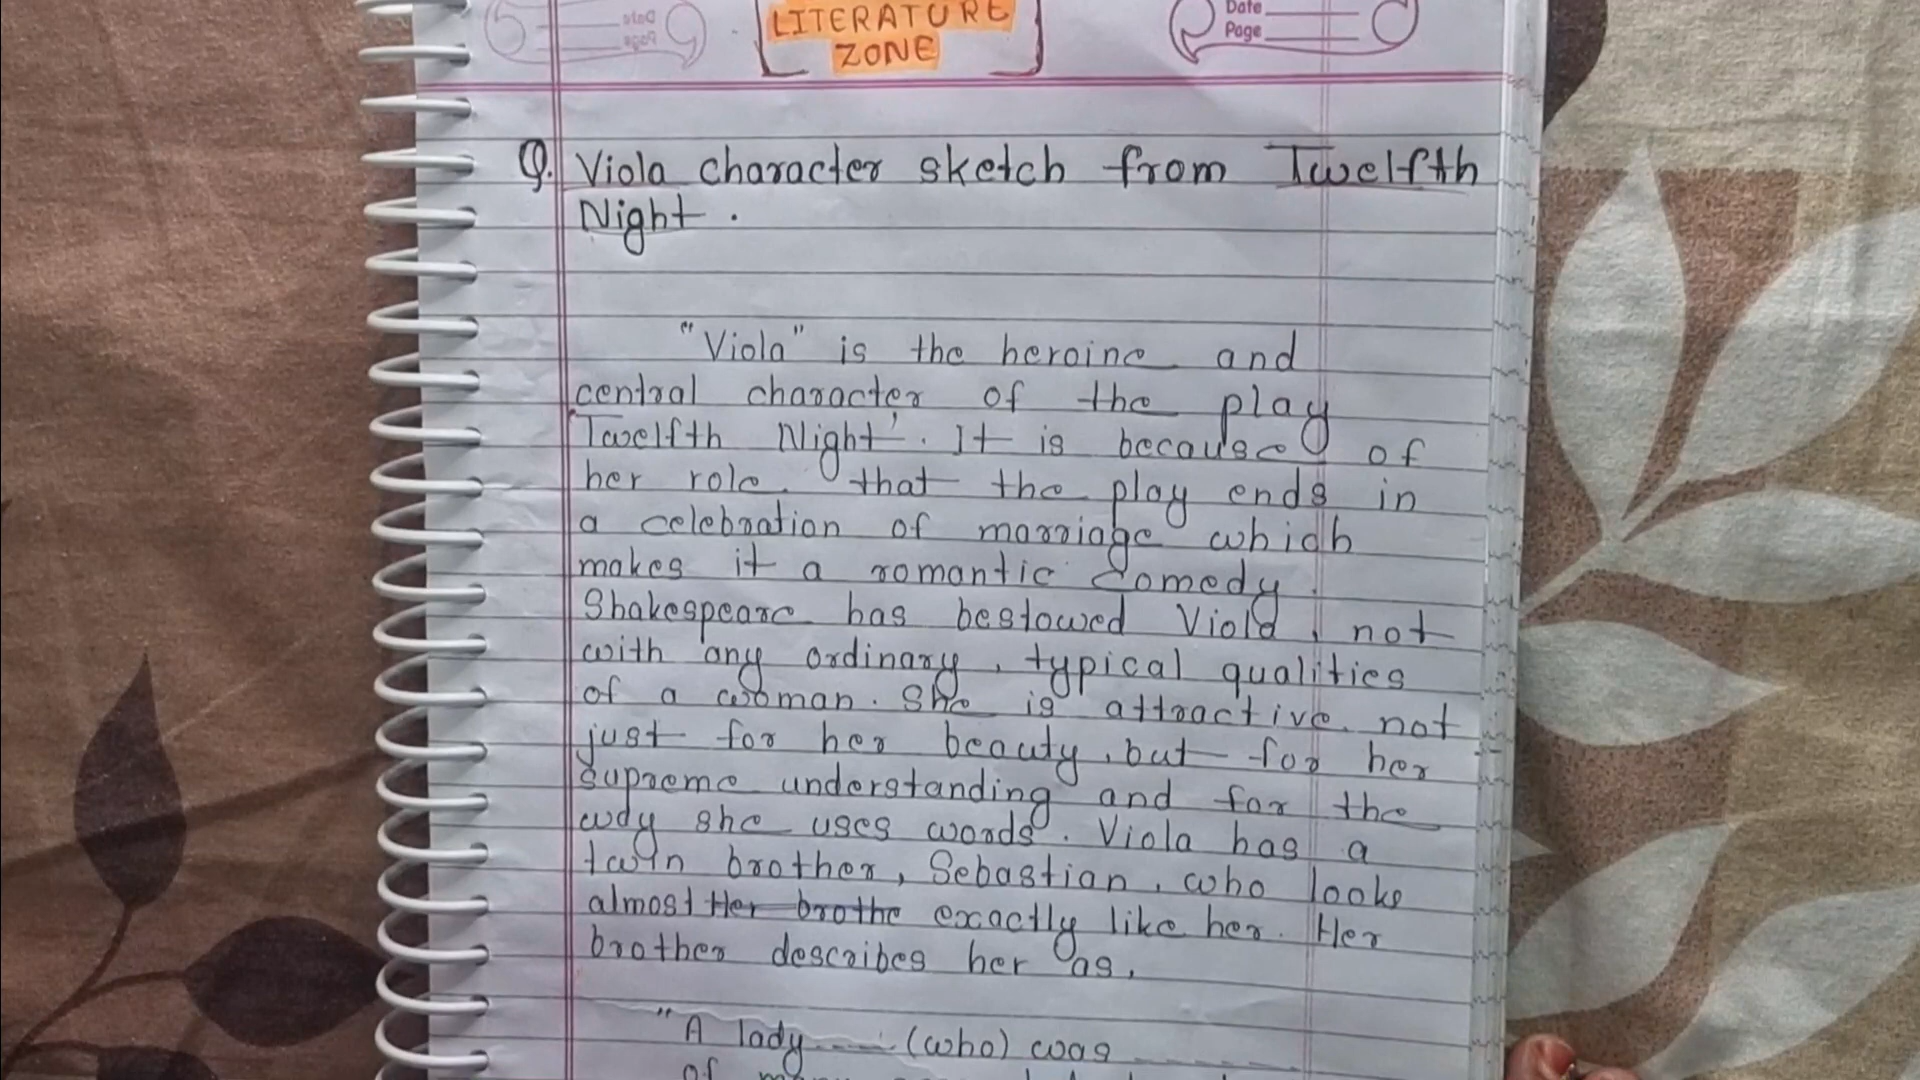 LITERATURE
ZONE
Date
Page
Q. Viola character sketch from Twelfth
Night.
"Viola" is the heroine and
central character of the play
'Twelfth Night'. It is because of
her role. that the play ends in
a celebration of marriage which
makes it a romantic comedy.
Shakespeare has bestowed Viola, not
with any ordinary, typical qualities
of a woman. She is attractive not
just for her beauty, but for her
supreme understanding and for the
way she uses words. Viola has a
twin brother, Sebastian, who looks
almost Her brothe exactly like her. Her
brother describes her as,
"A lady ---- (who) was ------
of many